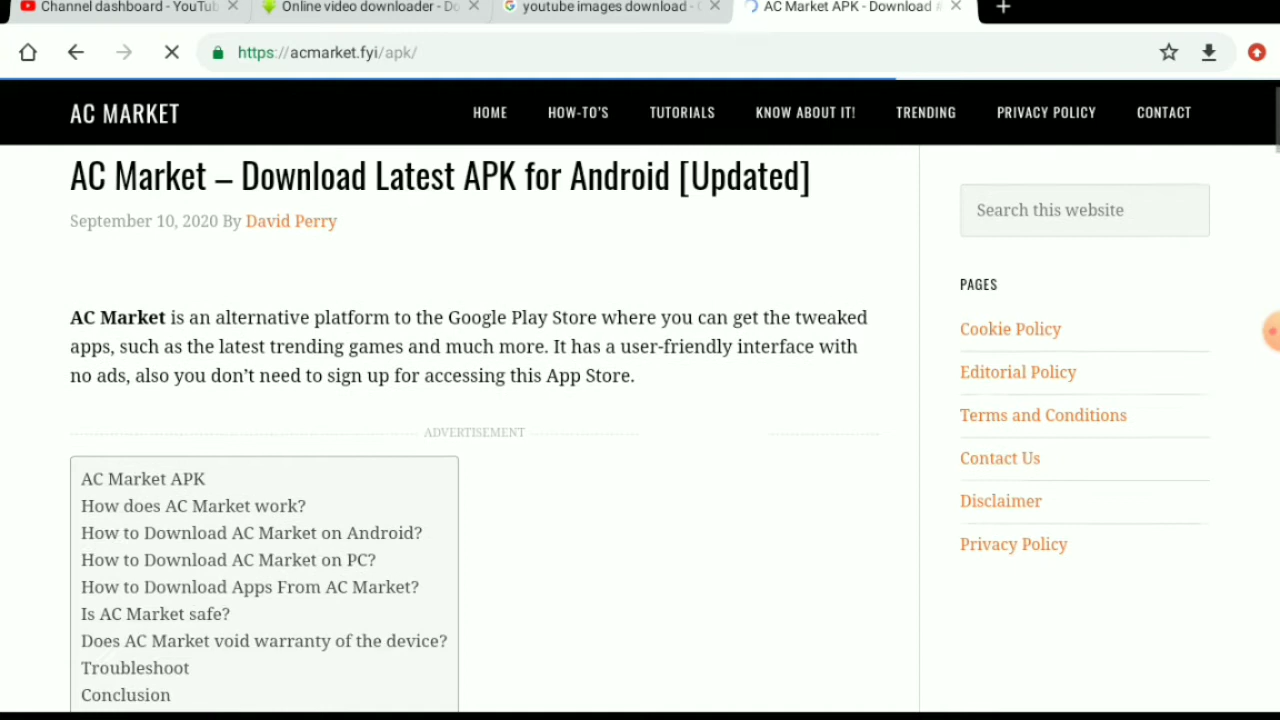 Channel dashboard - YouTub
Online video downloader - Do
youtube images download - G
AC Market APK - Download #
https://acmarket.fyi/apk/
AC MARKET
HOME
HOW-TO'S
TUTORIALS
KNOW ABOUT IT!
TRENDING
PRIVACY POLICY
CONTACT
AC Market – Download Latest APK for Android [Updated]
September 10, 2020 By David Perry
AC Market is an alternative platform to the Google Play Store where you can get the tweaked
apps, such as the latest trending games and much more. It has a user-friendly interface with
no ads, also you don't need to sign up for accessing this App Store.
ADVERTISEMENT
AC Market APK
How does AC Market work?
How to Download AC Market on Android?
How to Download AC Market on PC?
How to Download Apps From AC Market?
Is AC Market safe?
Does AC Market void warranty of the device?
Troubleshoot
Conclusion
Search this website
PAGES
Cookie Policy
Editorial Policy
Terms and Conditions
Contact Us
Disclaimer
Privacy Policy